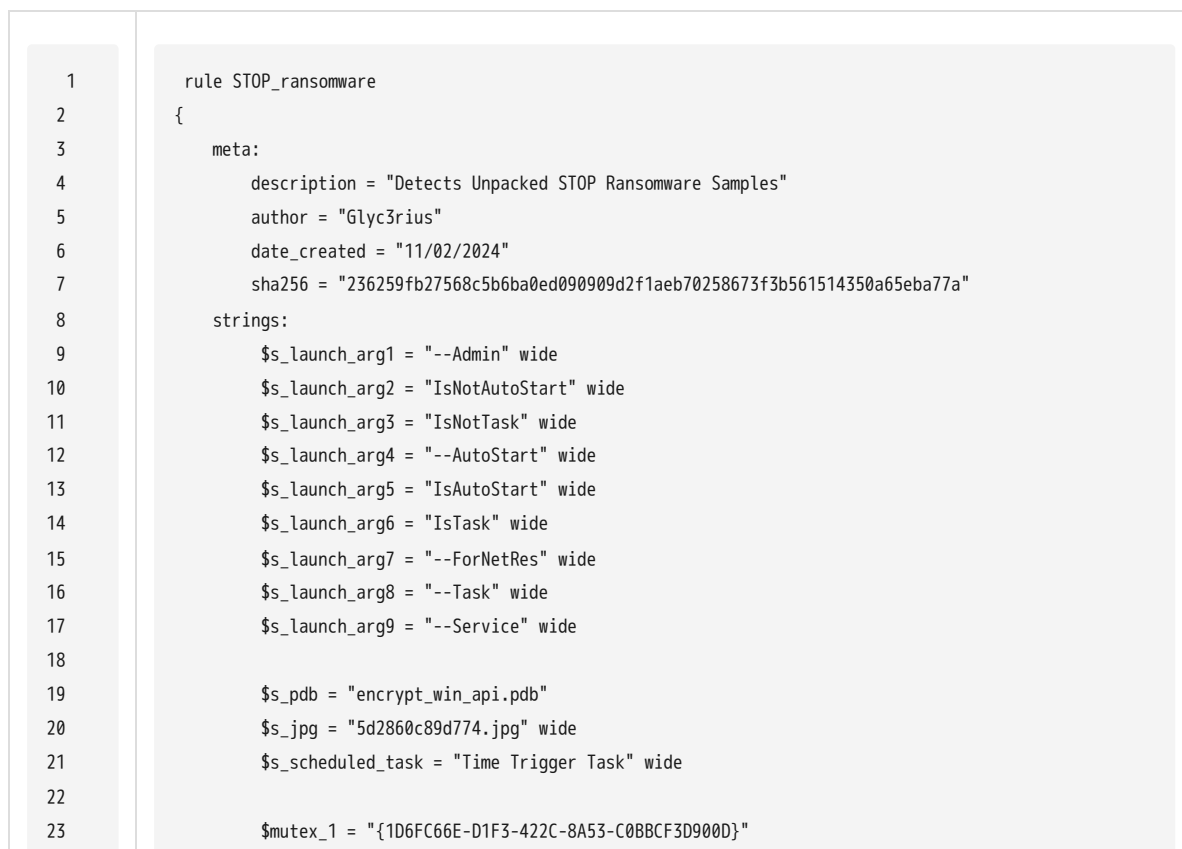 1 rule STOP_ransomware
2 {
3 meta:
4 description = "Detects Unpacked STOP Ransomware Samples"
5 author = "Glyc3rius"
6 date_created = "11/02/2024"
7 sha256 = "236259fb27568c5b6ba0ed090909d2f1aeb70258673f3b561514350a65eba77a"
8 strings:
9 $s_launch_arg1 = "--Admin" wide
10 $s_launch_arg2 = "IsNotAutoStart" wide
11 $s_launch_arg3 = "IsNotTask" wide
12 $s_launch_arg4 = "--AutoStart" wide
13 $s_launch_arg5 = "IsAutoStart" wide
14 $s_launch_arg6 = "IsTask" wide
15 $s_launch_arg7 = "--ForNetRes" wide
16 $s_launch_arg8 = "--Task" wide
17 $s_launch_arg9 = "--Service" wide
18
19 $s_pdb = "encrypt_win_api.pdb"
20 $s_jpg = "5d2860c89d774.jpg" wide
21 $s_scheduled_task = "Time Trigger Task" wide
22
23 $mutex_1 = "{1D6FC66E-D1F3-422C-8A53-C0BBCF3D900D}"